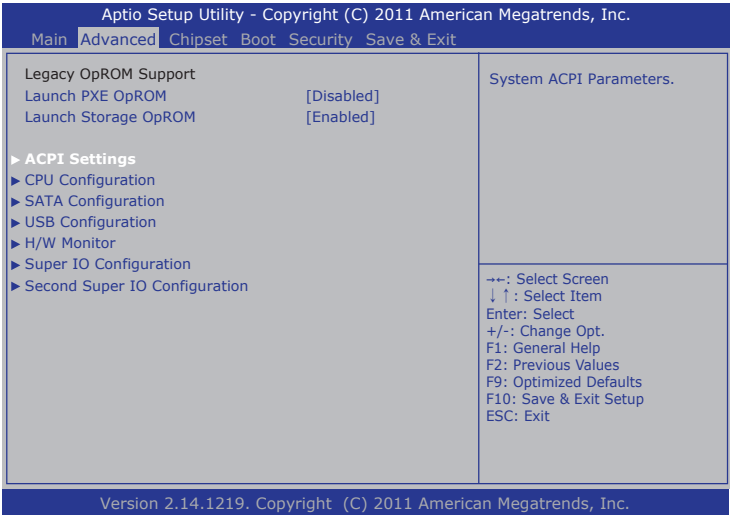 Aptio Setup Utility - Copyright (C) 2011 American Megatrends, Inc.
Main Advanced Chipset Boot Security Save & Exit
Legacy OpROM Support
Launch PXE OpROM [Disabled]
Launch Storage OpROM [Enabled]
▶ ACPI Settings
▶ CPU Configuration
▶ SATA Configuration
▶ USB Configuration
▶ H/W Monitor
▶ Super IO Configuration
▶ Second Super IO Configuration
System ACPI Parameters.
→←: Select Screen
↓↑: Select Item
Enter: Select
+/-: Change Opt.
F1: General Help
F2: Previous Values
F9: Optimized Defaults
F10: Save & Exit Setup
ESC: Exit
Version 2.14.1219. Copyright (C) 2011 American Megatrends, Inc.